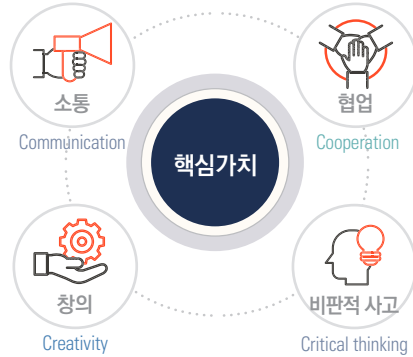 소통
Communication
협업
Cooperation
핵심가치
창의
Creativity
비판적 사고
Critical thinking